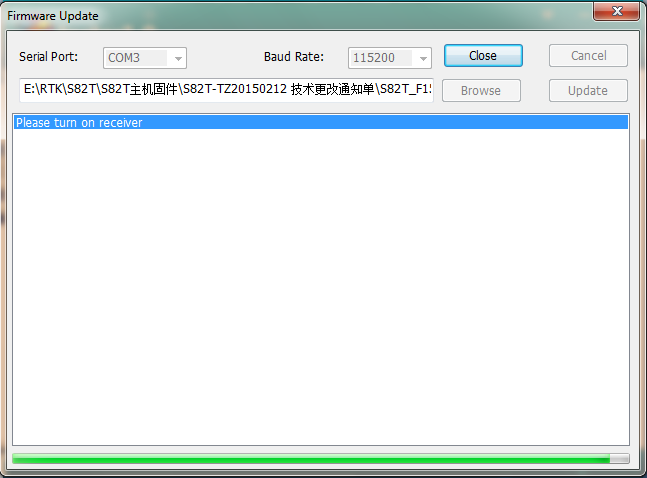 Firmware Update
Serial Port: COM3 Baud Rate: 115200 Close Cancel
E:\RTK\S82T\S82T主机固件\S82T-TZ20150212 技术更改通知单\S82T_F15 Browse Update
Please turn on receiver